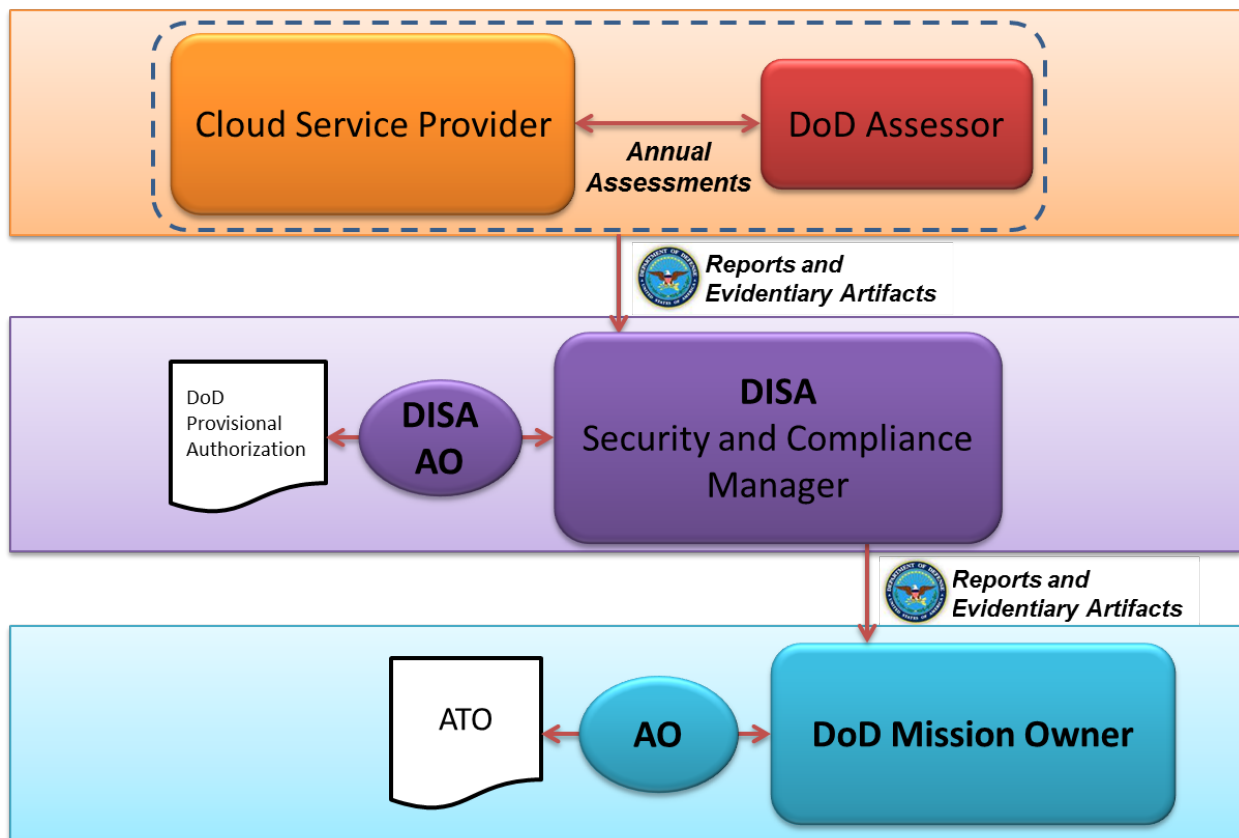 Cloud Service Provider
DoD Assessor
Annual
Assessments
Reports and
Evidentiary Artifacts
DoD
Provisional
Authorization
DISA
AO
DISA
Security and Compliance
Manager
Reports and
Evidentiary Artifacts
ATO
AO
DoD Mission Owner